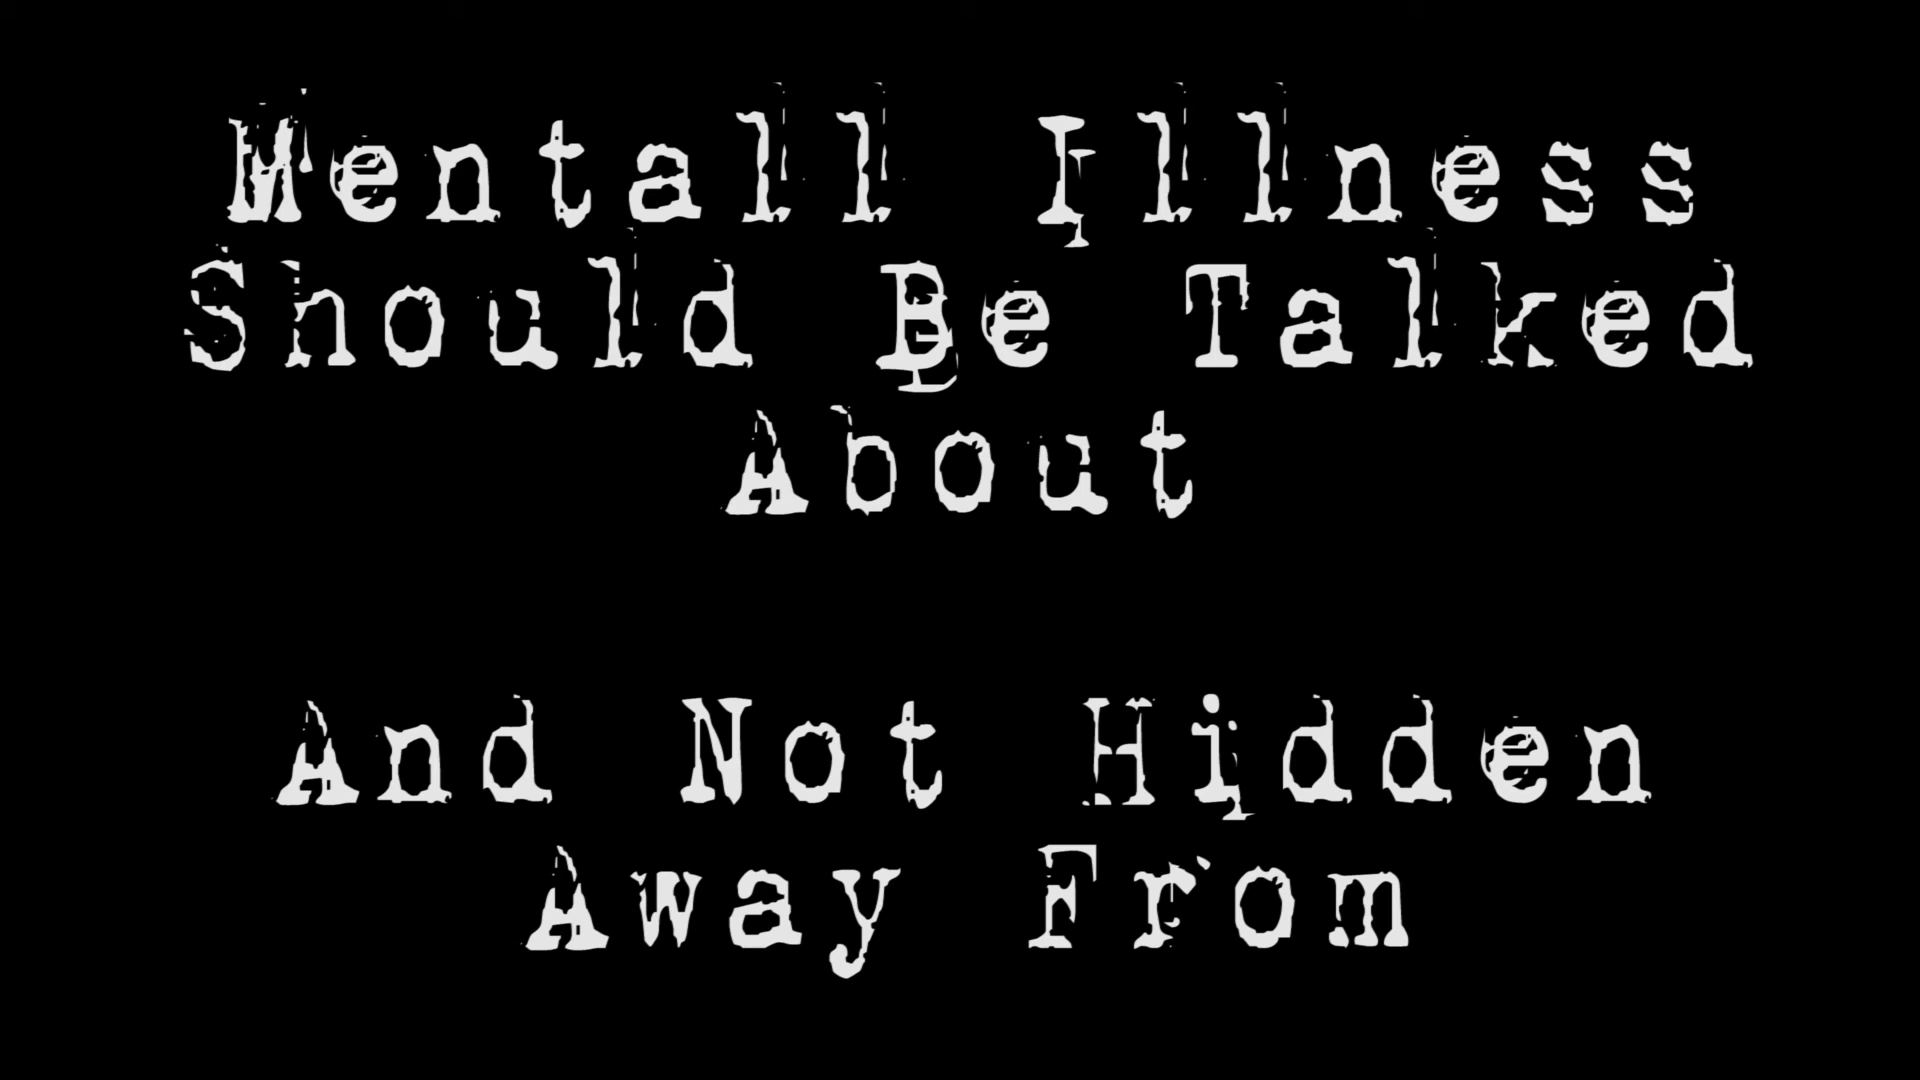 Mentall Illness
Should Be Talked
About
And Not Hidden
Away From